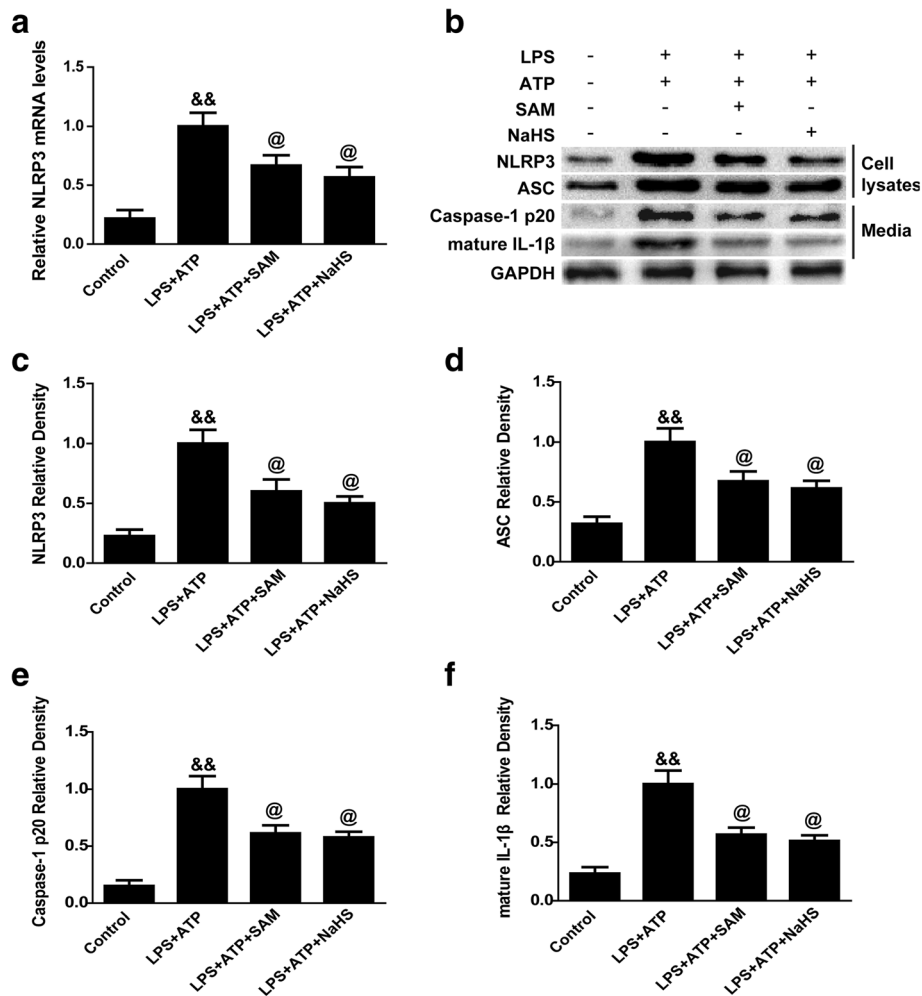 a
Relative NLRP3 mRNA levels
1.5
1.0
0.5
0.0
&&
@
@
Control
LPS+ATP
LPS+ATP+SAM
LPS+ATP+NaHS
b
LPS - + + +
ATP - + + +
SAM - - + -
NaHS - - - +
NLRP3
ASC
Caspase-1 p20
mature IL-1β
GAPDH
Cell
lysates
Media
c
NLRP3 Relative Density
1.5
1.0
0.5
0.0
&&
@
@
Control
LPS+ATP
LPS+ATP+SAM
LPS+ATP+NaHS
d
ASC Relative Density
1.5
1.0
0.5
0.0
&&
@
@
Control
LPS+ATP
LPS+ATP+SAM
LPS+ATP+NaHS
e
Caspase-1 p20 Relative Density
1.5
1.0
0.5
0.0
&&
@
@
Control
LPS+ATP
LPS+ATP+SAM
LPS+ATP+NaHS
f
mature IL-1β Relative Density
1.5
1.0
0.5
0.0
&&
@
@
Control
LPS+ATP
LPS+ATP+SAM
LPS+ATP+NaHS